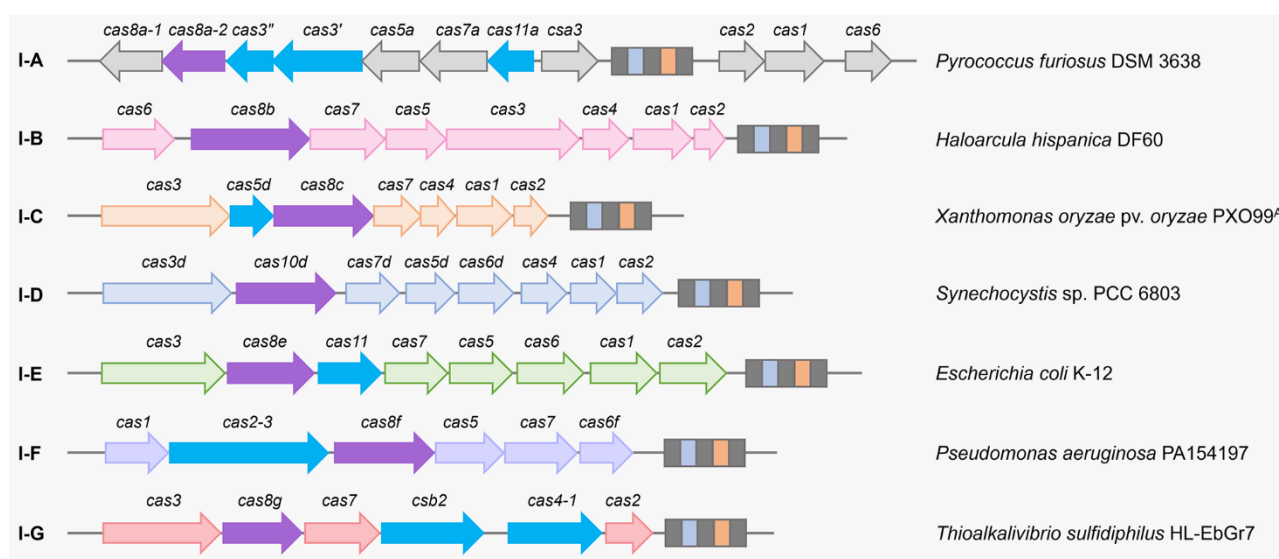 cas8a-1 cas8a-2 cas3″ cas3′ cas5a cas7a cas11a csa3 cas2 cas1 cas6
I-A Pyrococcus furiosus DSM 3638
cas6 cas8b cas7 cas5 cas3 cas4 cas1 cas2
I-B Haloarcula hispanica DF60
cas3 cas5d cas8c cas7 cas4 cas1 cas2
I-C Xanthomonas oryzae pv. oryzae PXO99ᴬ
cas3d cas10d cas7d cas5d cas6d cas4 cas1 cas2
I-D Synechocystis sp. PCC 6803
cas3 cas8e cas11 cas7 cas5 cas6 cas1 cas2
I-E Escherichia coli K-12
cas1 cas2-3 cas8f cas5 cas7 cas6f
I-F Pseudomonas aeruginosa PA154197
cas3 cas8g cas7 csb2 cas4-1 cas2
I-G Thioalkalivibrio sulfidiphilus HL-EbGr7